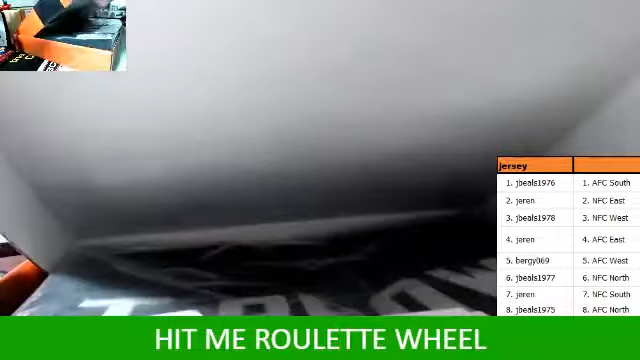 jersey
1. jbeals1976 1. AFC South
2. jeren 2. NFC East
3. jbeals1978 3. NFC West
4. jeren 4. AFC East
5. bergy069 5. AFC West
6. jbeals1977 6. NFC North
7. jeren 7. NFC South
8. jbeals1975 8. AFC North
HIT ME ROULETTE WHEEL